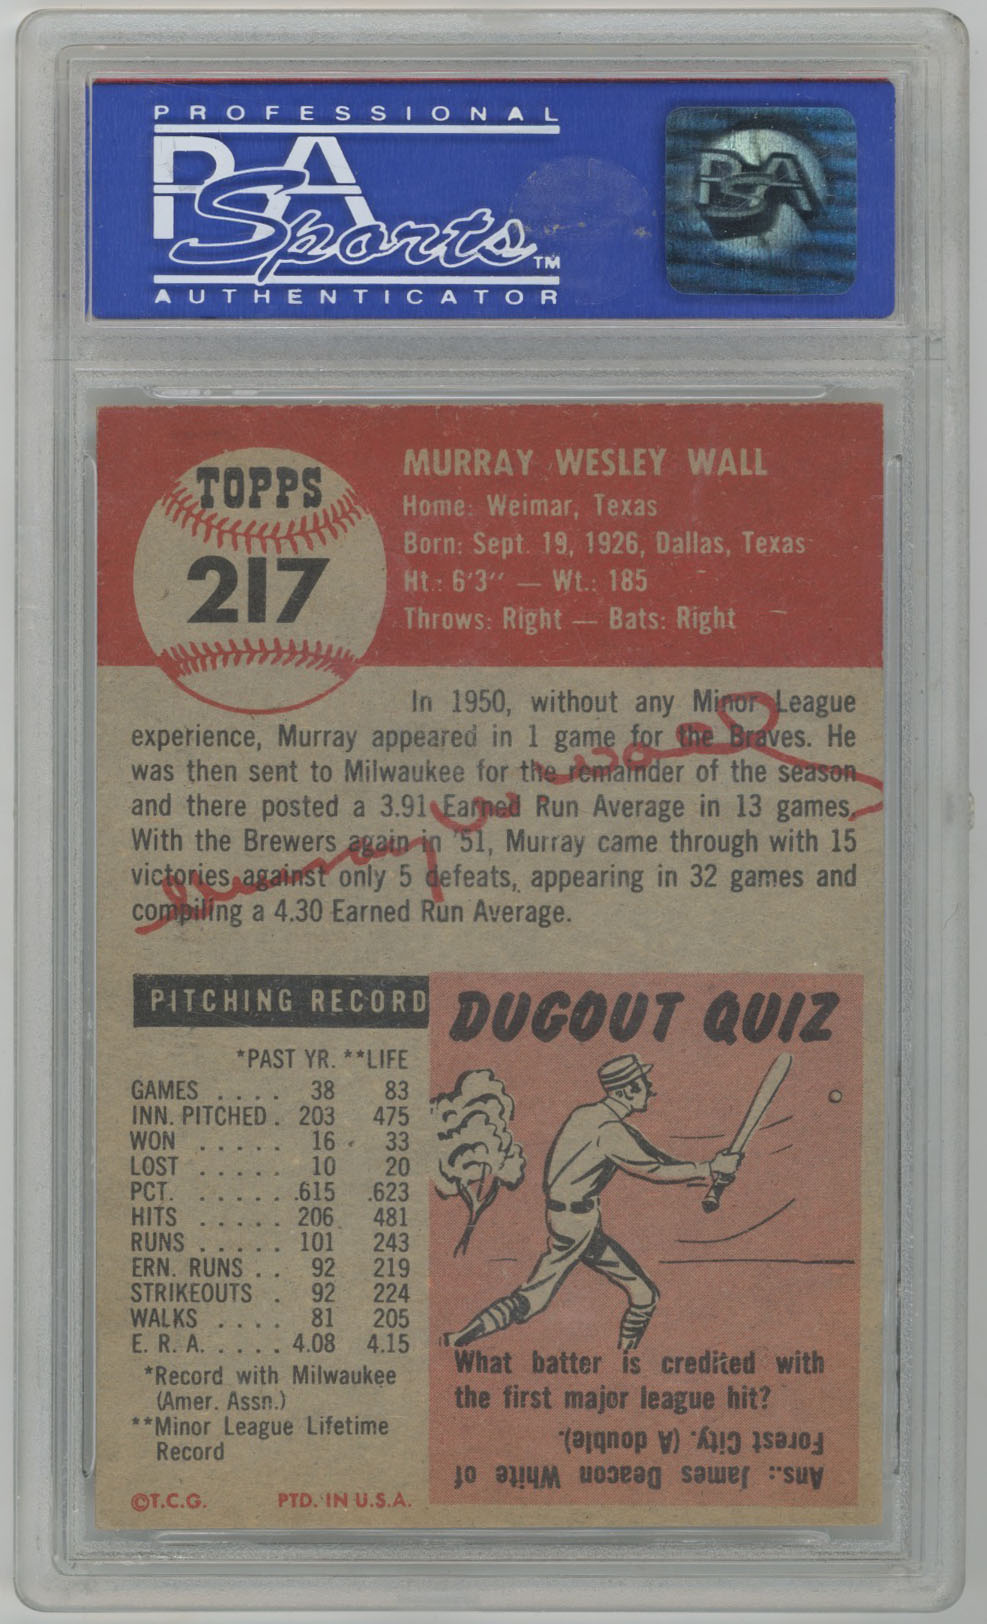 PROFESSIONAL
PSA
Sports™
AUTHENTICATOR
PSA
TOPPS
217
MURRAY WESLEY WALL
Home: Weimar, Texas
Born: Sept. 19, 1926, Dallas, Texas
Ht.: 6'3" — Wt.: 185
Throws: Right — Bats: Right
In 1950, without any Minor League
experience, Murray appeared in 1 game for the Braves. He
was then sent to Milwaukee for the remainder of the season
and there posted a 3.91 Earned Run Average in 13 games.
With the Brewers again in '51, Murray came through with 15
victories against only 5 defeats, appearing in 32 games and
compiling a 4.30 Earned Run Average.
Murray W Wall
PITCHING RECORD
*PAST YR. **LIFE
GAMES . . . . 38 83
INN. PITCHED . 203 475
WON . . . . . 16 33
LOST . . . . . 10 20
PCT. . . . . . .615 .623
HITS . . . . . 206 481
RUNS . . . . . 101 243
ERN. RUNS . . 92 219
STRIKEOUTS . 92 224
WALKS . . . . 81 205
E. R. A. . . . . . 4.08 4.15
*Record with Milwaukee
(Amer. Assn.)
**Minor League Lifetime
Record
©T.C.G. PTD. IN U.S.A.
DUGOUT QUIZ
What batter is credited with
the first major league hit?
Ans.: James Deacon White of
Forest City. (A double).